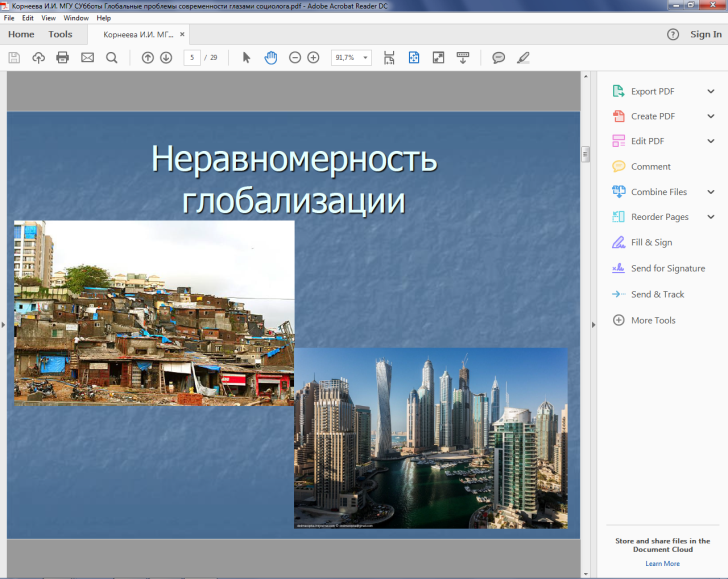 Корнеева И.И. МГУ СУбботы Глобальные проблемы современности глазами социолога.pdf - Adobe Acrobat Reader DC
File Edit View Window Help
Home Tools Корнеева И.И. МГ... × Sign In
5 / 29 91,7%
Неравномерность
глобализации
Export PDF
Create PDF
Edit PDF
Comment
Combine Files
Reorder Pages
Fill & Sign
Send for Signature
Send & Track
More Tools
Store and share files in the
Document Cloud
Learn More